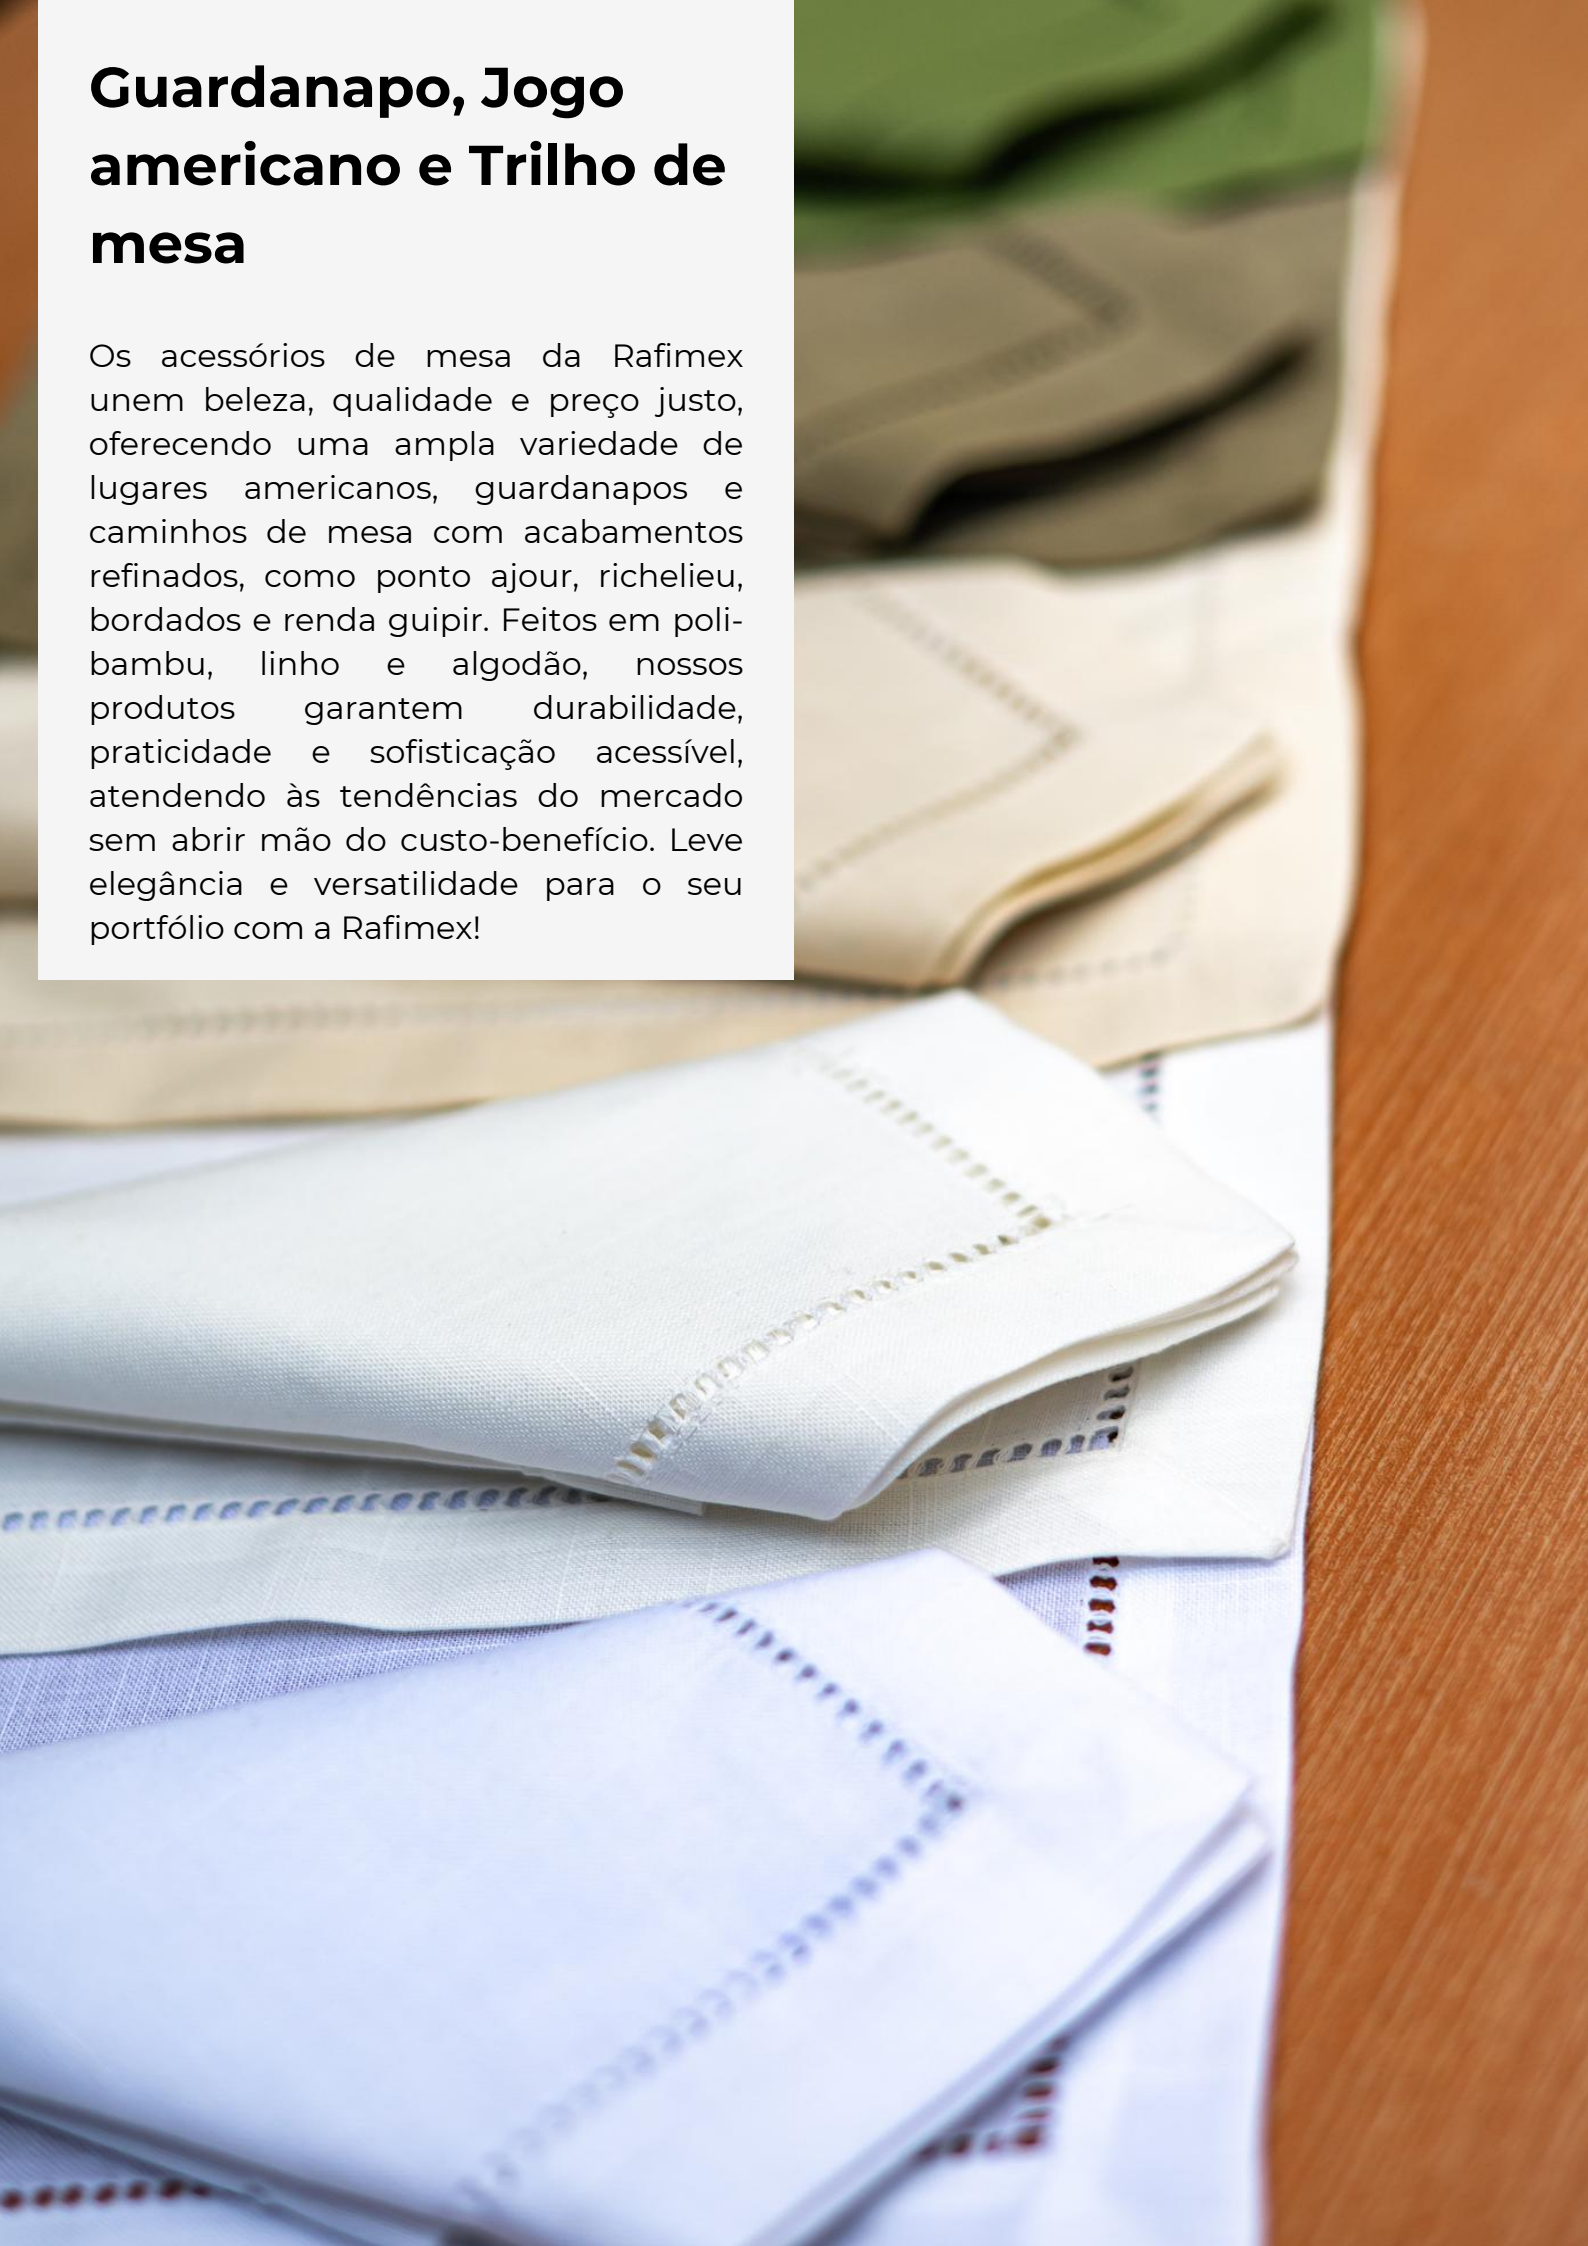 Guardanapo, Jogo
americano e Trilho de
mesa
Os acessórios de mesa da Rafimex
unem beleza, qualidade e preço justo,
oferecendo uma ampla variedade de
lugares americanos, guardanapos e
caminhos de mesa com acabamentos
refinados, como ponto ajour, richelieu,
bordados e renda guipir. Feitos em poli-
bambu, linho e algodão, nossos
produtos garantem durabilidade,
praticidade e sofisticação acessível,
atendendo às tendências do mercado
sem abrir mão do custo-benefício. Leve
elegância e versatilidade para o seu
portfólio com a Rafimex!